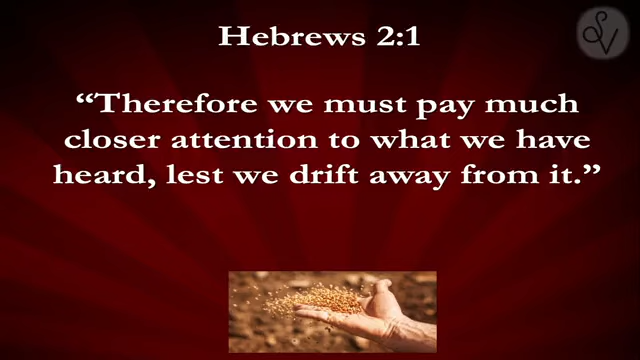 SV
Hebrews 2:1
“Therefore we must pay much
closer attention to what we have
heard, lest we drift away from it.”